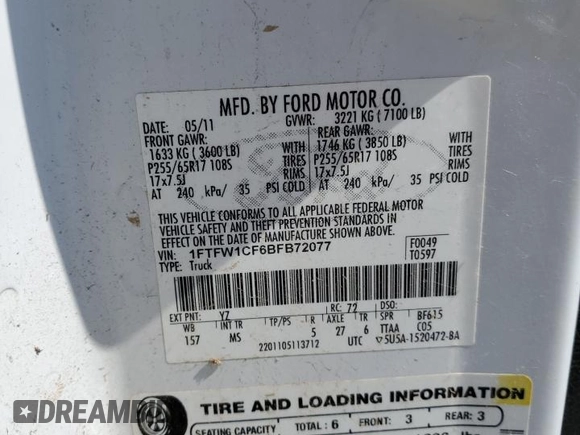 MFD. BY FORD MOTOR CO.
DATE: 05/11 GVWR: 3221 KG (7100 LB)
FRONT GAWR: REAR GAWR:
1633 KG (3600 LB) WITH 1746 KG (3850 LB) WITH
P255/65R17 108S TIRES P255/65R17 108S TIRES
17x7.5J RIMS 17x7.5J RIMS
AT 240 kPa/ 35 PSI COLD AT 240 kPa/ 35 PSI COLD
THIS VEHICLE CONFORMS TO ALL APPLICABLE FEDERAL MOTOR
VEHICLE SAFETY AND THEFT PREVENTION STANDARDS IN
EFFECT ON THE DATE OF MANUFACTURE SHOWN ABOVE.
VIN: 1FTFW1CF6BFB72077 F0049
TYPE: Truck T0597
EXT PNT: YZ RC: 72 DSO:
WB INT TR TP/PS R AXLE TR SPR BF615
157 MS 5 27 6 TTAA C05
2201105113712 UTC 5U5A-1520472-BA
TIRE AND LOADING INFORMATION
SEATING CAPACITY TOTAL: 6 FRONT: 3 REAR: 3
DREAM